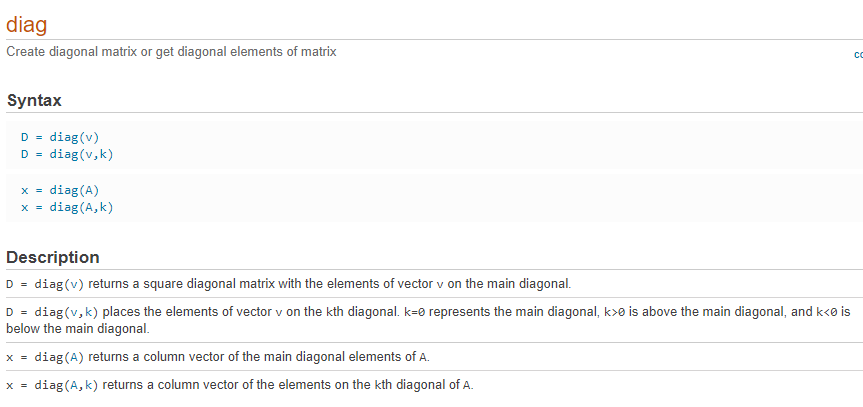 diag
Create diagonal matrix or get diagonal elements of matrix
Syntax
D = diag(v)
D = diag(v,k)
x = diag(A)
x = diag(A,k)
Description
D = diag(v) returns a square diagonal matrix with the elements of vector v on the main diagonal.
D = diag(v,k) places the elements of vector v on the kth diagonal. k=0 represents the main diagonal, k>0 is above the main diagonal, and k<0 is
below the main diagonal.
x = diag(A) returns a column vector of the main diagonal elements of A.
x = diag(A,k) returns a column vector of the elements on the kth diagonal of A.